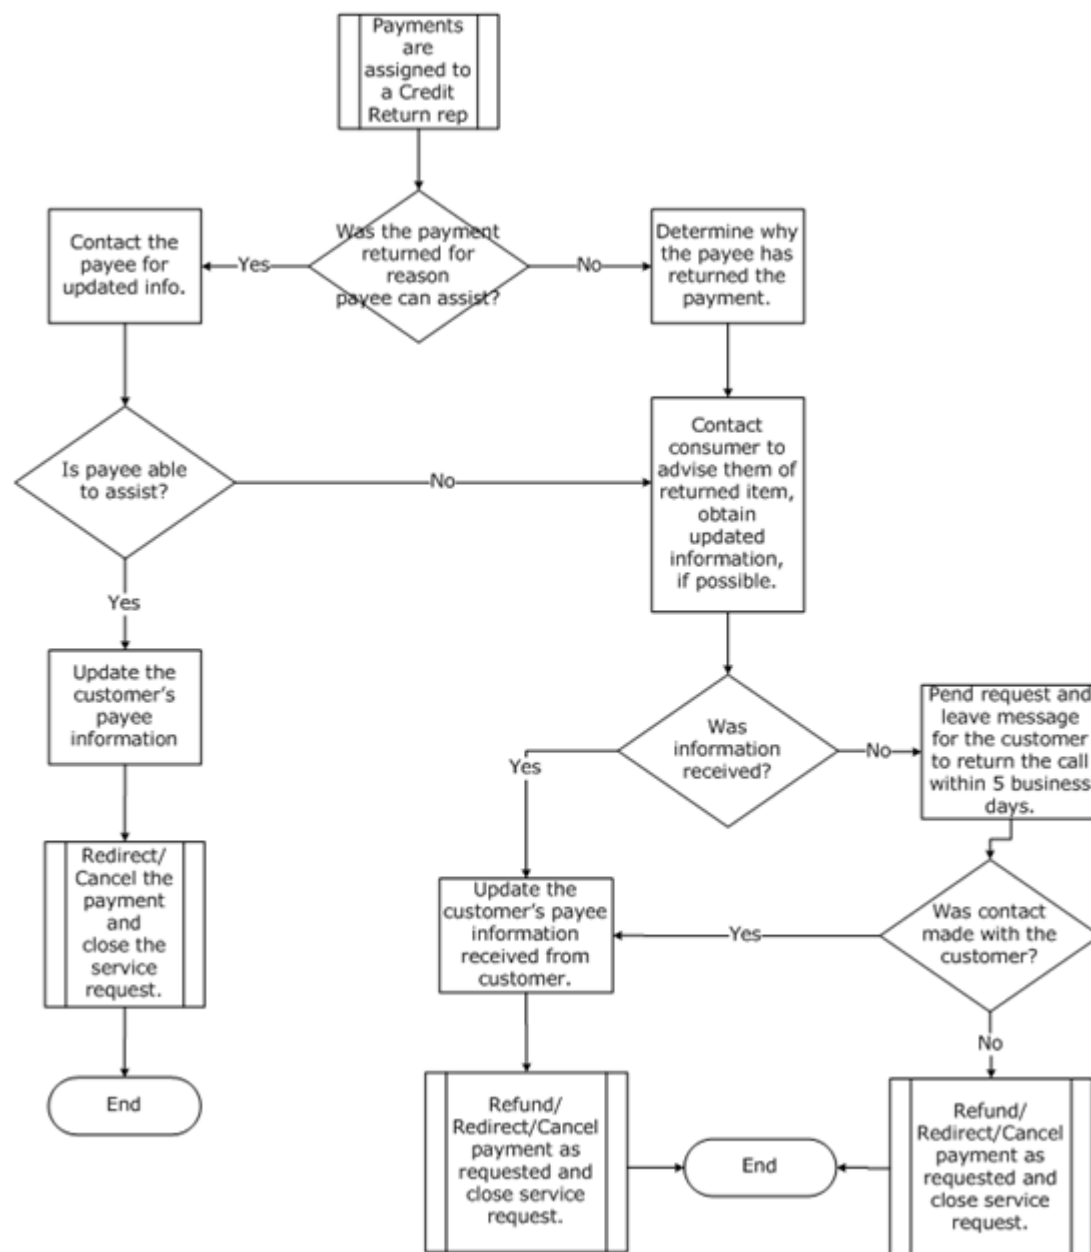 Payments
are
assigned to
a Credit
Return rep
Was the payment
returned for
reason
payee can assist?
Yes
No
Contact the
payee for
updated info.
Determine why
the payee has
returned the
payment.
Is payee able
to assist?
No
Contact
consumer to
advise them of
returned item,
obtain
updated
information,
if possible.
Yes
Update the
customer's
payee
information
Was
information
received?
Yes
No
Pend request and
leave message
for the customer
to return the call
within 5 business
days.
Redirect/
Cancel the
payment
and
close the
service
request.
Update the
customer's payee
information
received from
customer.
Yes
Was contact
made with the
customer?
No
End
Refund/
Redirect/Cancel
payment as
requested and
close service
request.
End
Refund/
Redirect/Cancel
payment as
requested and
close service
request.